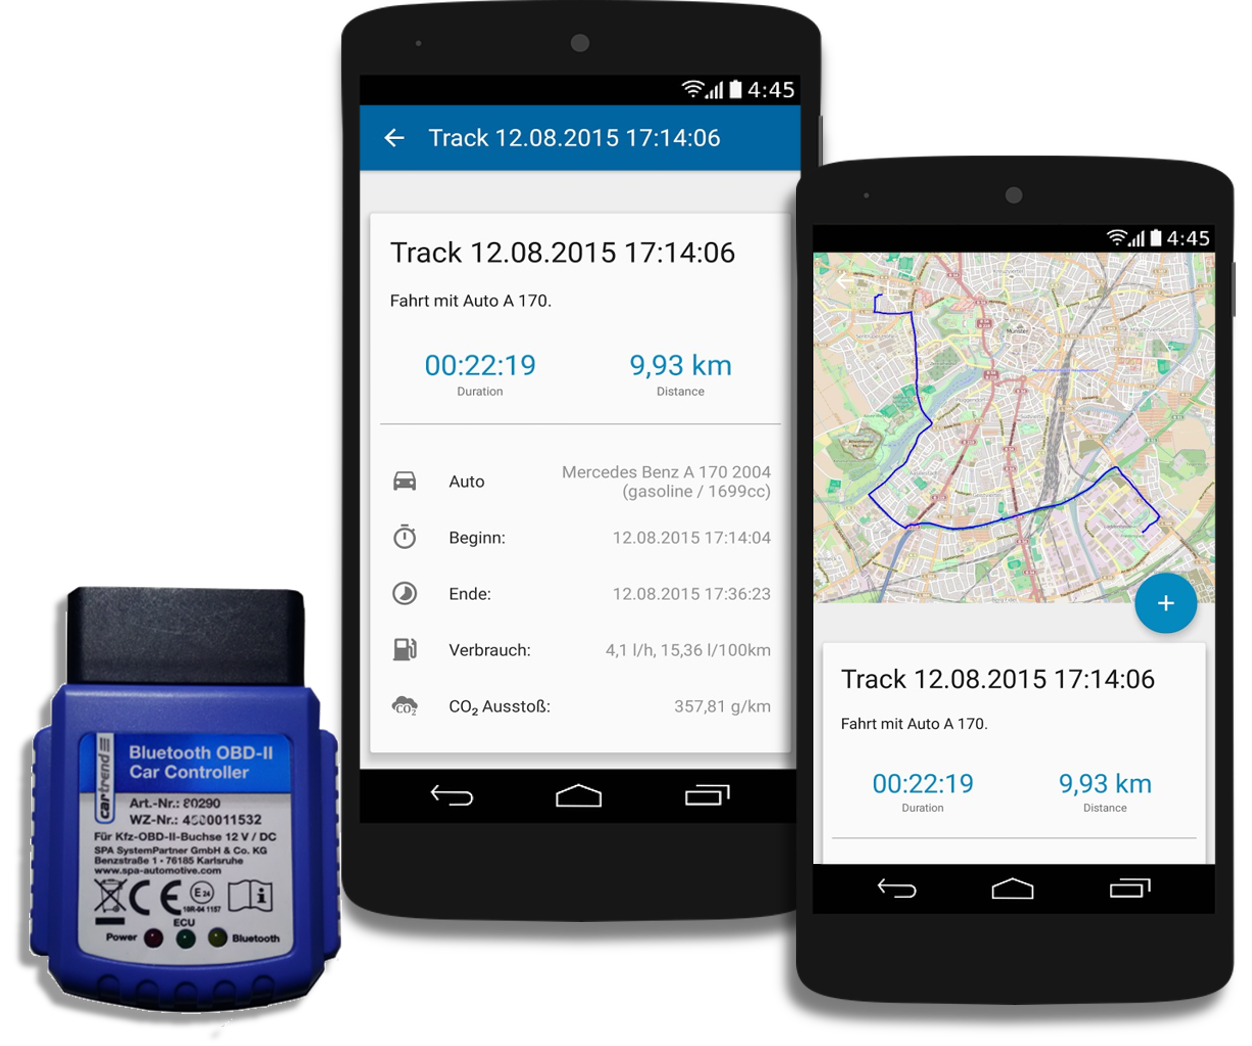 4:45
Track 12.08.2015 17:14:06
Track 12.08.2015 17:14:06
Fahrt mit Auto A 170.
00:22:19
9,93 km
Duration
Distance
Auto
Mercedes Benz A 170 2004
(gasoline / 1699cc)
Beginn:
12.08.2015 17:14:04
Ende:
12.08.2015 17:36:23
Verbrauch:
4,1 l/h, 15,36 l/100km
CO₂
CO₂ Ausstoß:
357,81 g/km
4:45
Münster
Track 12.08.2015 17:14:06
Fahrt mit Auto A 170.
00:22:19
9,93 km
Duration
Distance
cartrend
Bluetooth OBD-II
Car Controller
Art.-Nr.: 80290
WZ-Nr.:
Für Kfz-OBD-II-Buchse 12 V / DC
SPA SystemPartner GmbH & Co. KG
Benzstraße 1 • 76185 Karlsruhe
www.spa-automotive.com
CE
E24
10R-04 1157
ECU
Power
Bluetooth